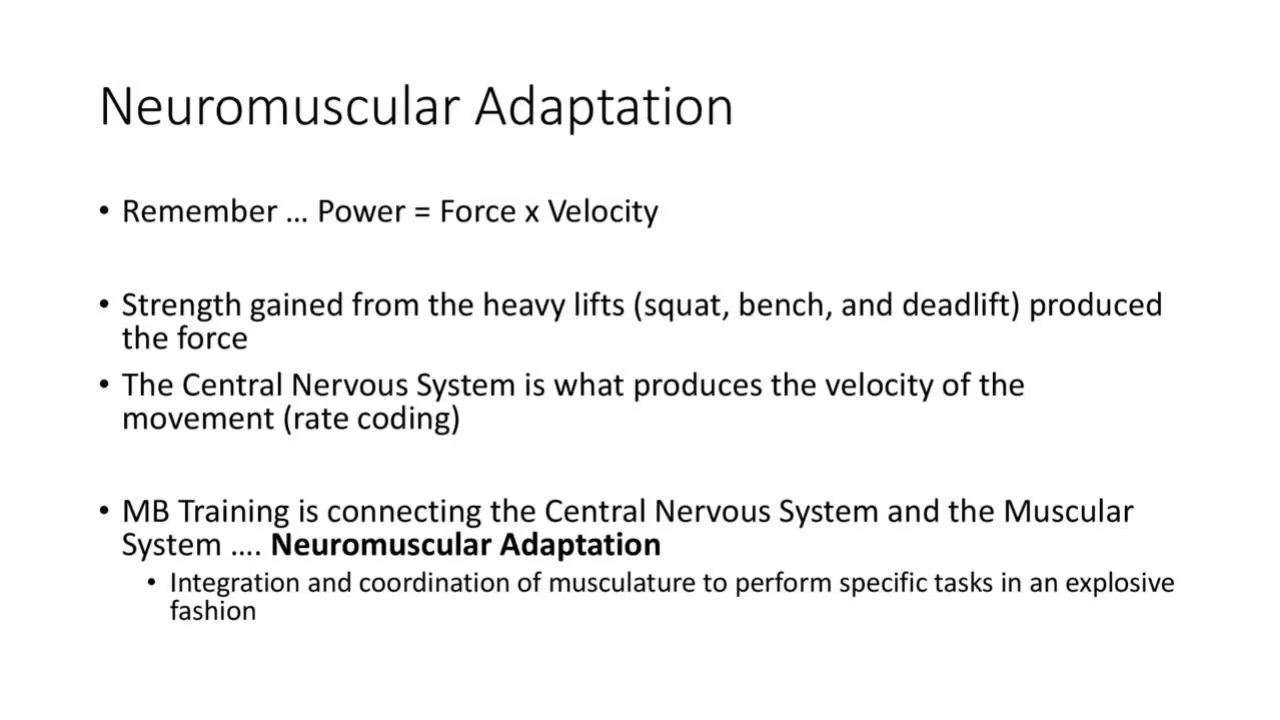 Neuromuscular Adaptation
• Remember ... Power = Force x Velocity
• Strength gained from the heavy lifts (squat, bench, and deadlift) produced
the force
• The Central Nervous System is what produces the velocity of the
movement (rate coding)
• MB Training is connecting the Central Nervous System and the Muscular
System .... Neuromuscular Adaptation
• Integration and coordination of musculature to perform specific tasks in an explosive
fashion